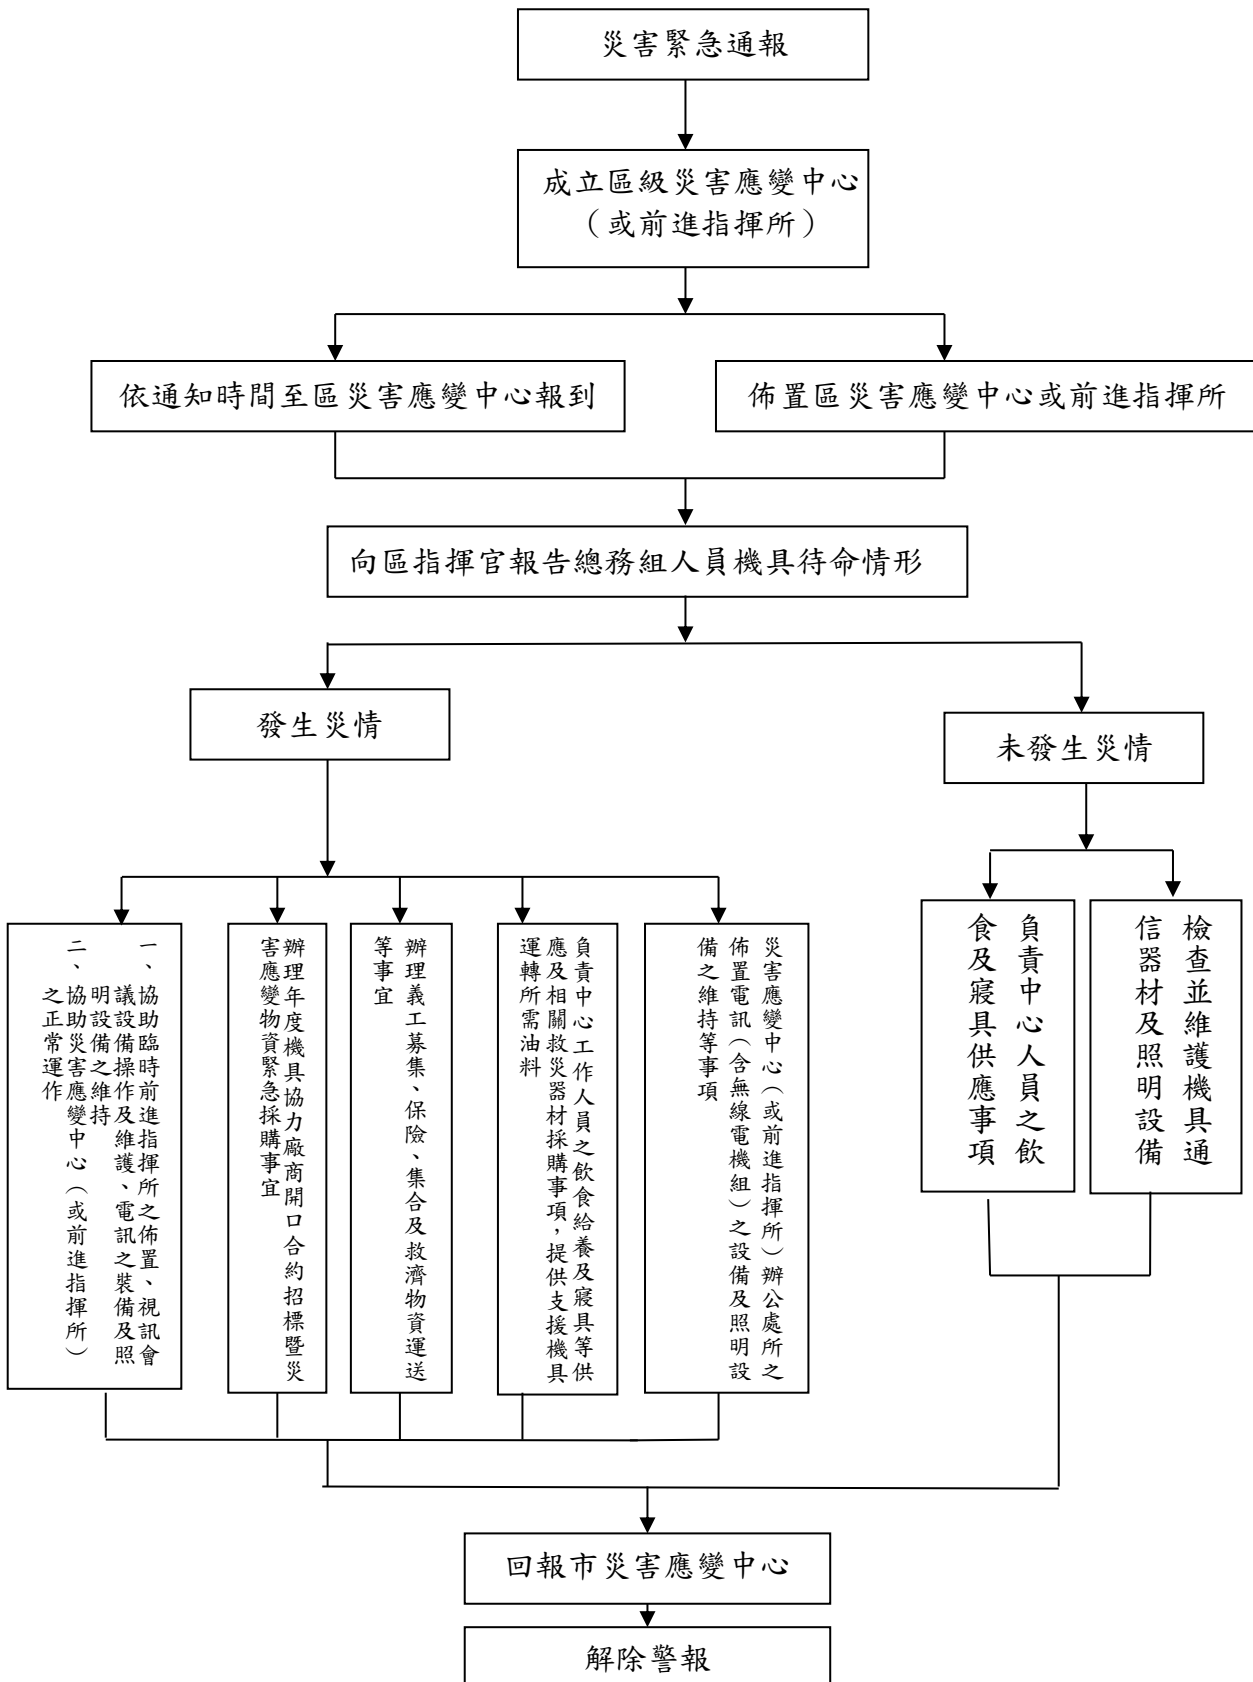 災害緊急通報
成立區級災害應變中心
（或前進指揮所）
依通知時間至區災害應變中心報到
佈置區災害應變中心或前進指揮所
向區指揮官報告總務組人員機具待命情形
發生災情
未發生災情
一、協助臨時前進指揮所之佈置、視訊會
議設備操作及維護、電訊之裝備及照
明設備之維持
二、協助災害應變中心（或前進指揮所）
之正常運作
辦理年度機具協力廠商開口合約招標暨災
害應變物資緊急採購事宜
辦理義工募集、保險、集合及救濟物資運送
等事宜
負責中心工作人員之飲食給養及寢具等供
應及相關救災器材採購事項，提供支援機具
運轉所需油料
災害應變中心（或前進指揮所）辦公處所之
佈置電訊（含無線電機組）之設備及照明設
備之維持等事項
負責中心人員之飲
食及寢具供應事項
檢查並維護機具通
信器材及照明設備
回報市災害應變中心
解除警報